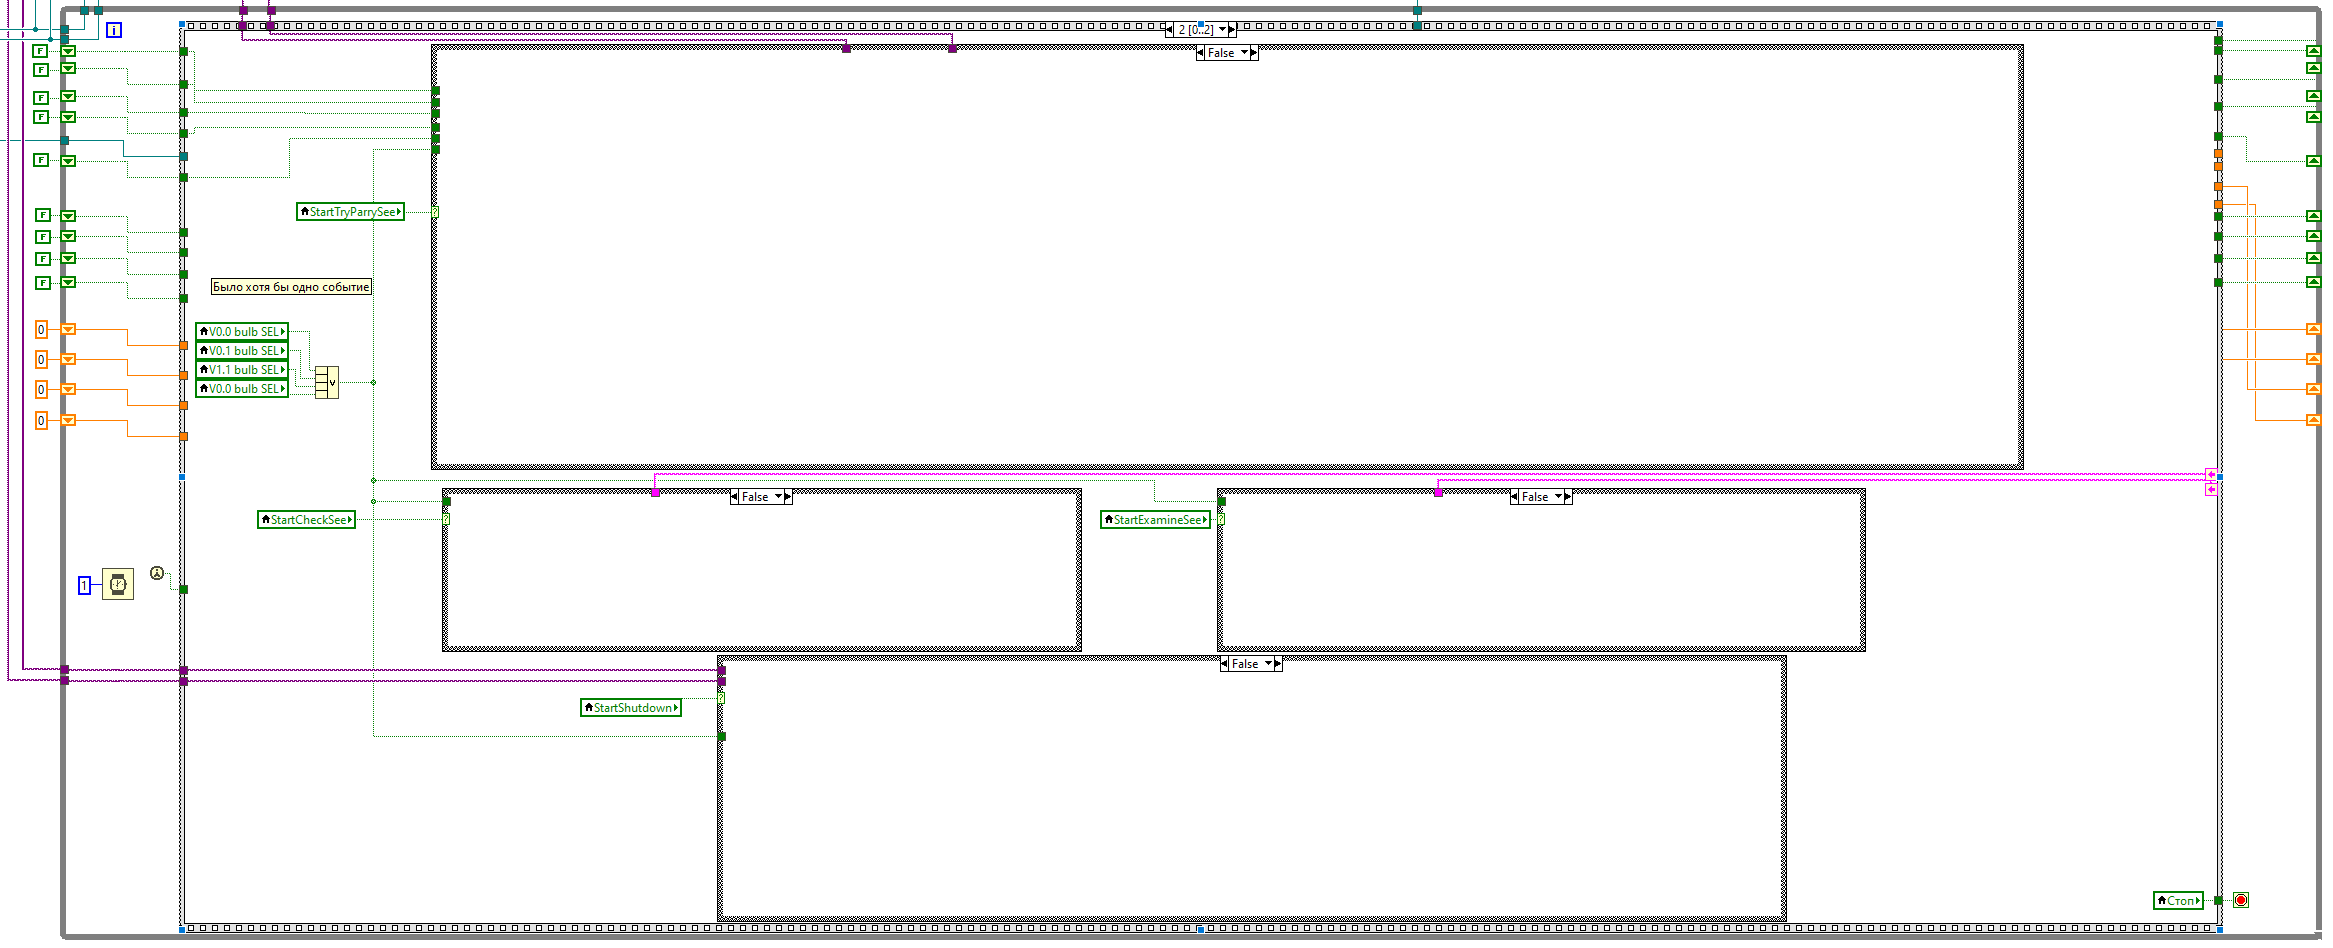 i
2 [0..2]
F
False
F
F
F
F
StartTryParrySee
?
F
F
F
Было хотя бы одно событие
F
0
V0.0 bulb SEL
V0.1 bulb SEL
0
V1.1 bulb SEL
V0.0 bulb SEL
V
0
0
False
False
StartCheckSee
?
StartExamineSee
?
1
False
StartShutdown
?
Стоп